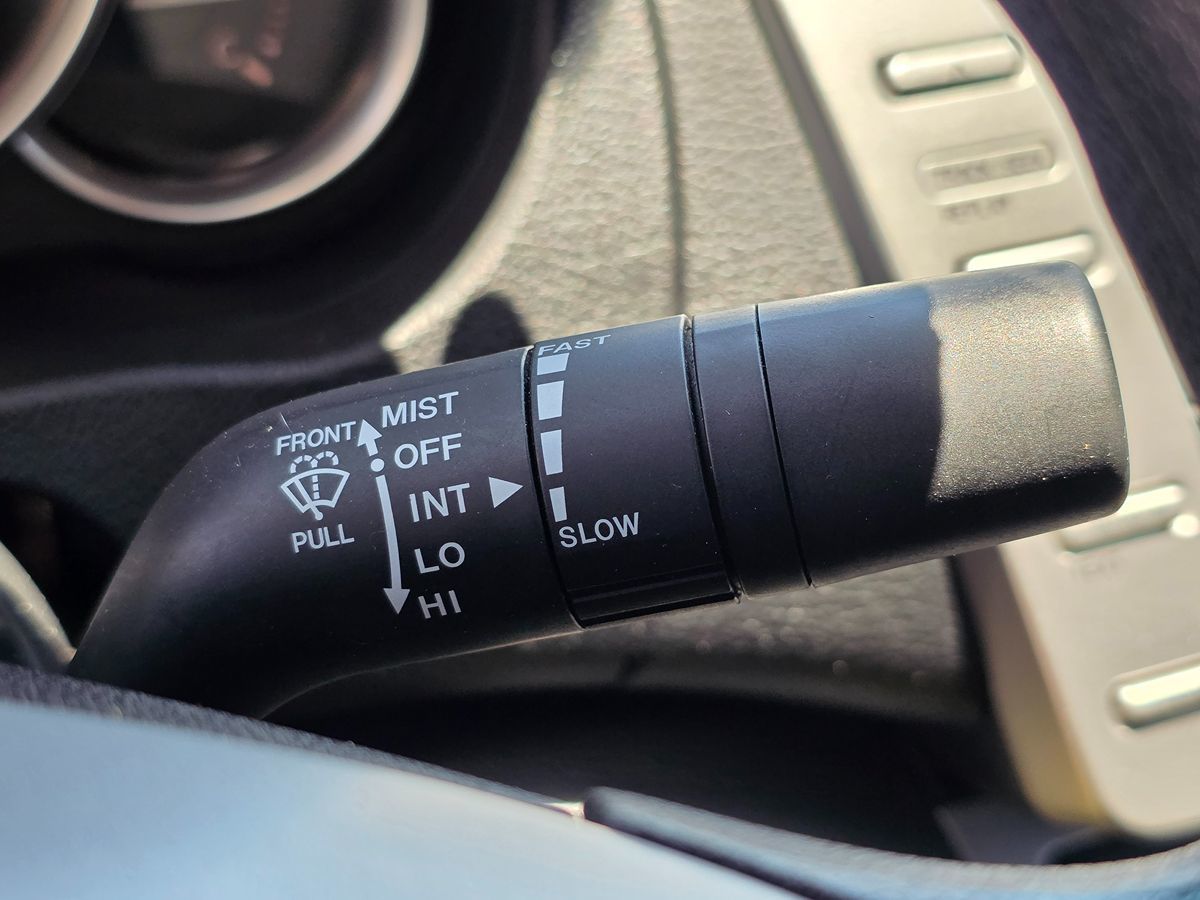 FAST
MIST
FRONT
OFF
INT
PULL
SLOW
LO
HI